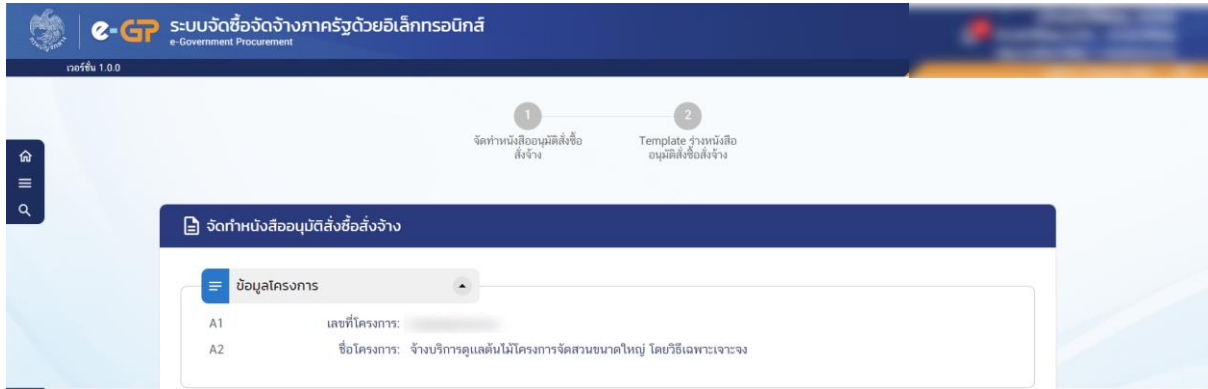 e-GP ระบบจัดซื้อจัดจ้างภาครัฐด้วยอิเล็กทรอนิกส์
e-Government Procurement
เวอร์ชั่น 1.0.0
1
2
จัดทำหนังสืออนุมัติสั่งซื้อ
สั่งจ้าง
Template ร่างหนังสือ
อนุมัติสั่งซื้อสั่งจ้าง
จัดทำหนังสืออนุมัติสั่งซื้อสั่งจ้าง
ข้อมูลโครงการ
A1 เลขที่โครงการ:
A2 ชื่อโครงการ: จ้างบริการดูแลต้นไม้โครงการจัดสวนขนาดใหญ่ โดยวิธีเฉพาะเจาะจง